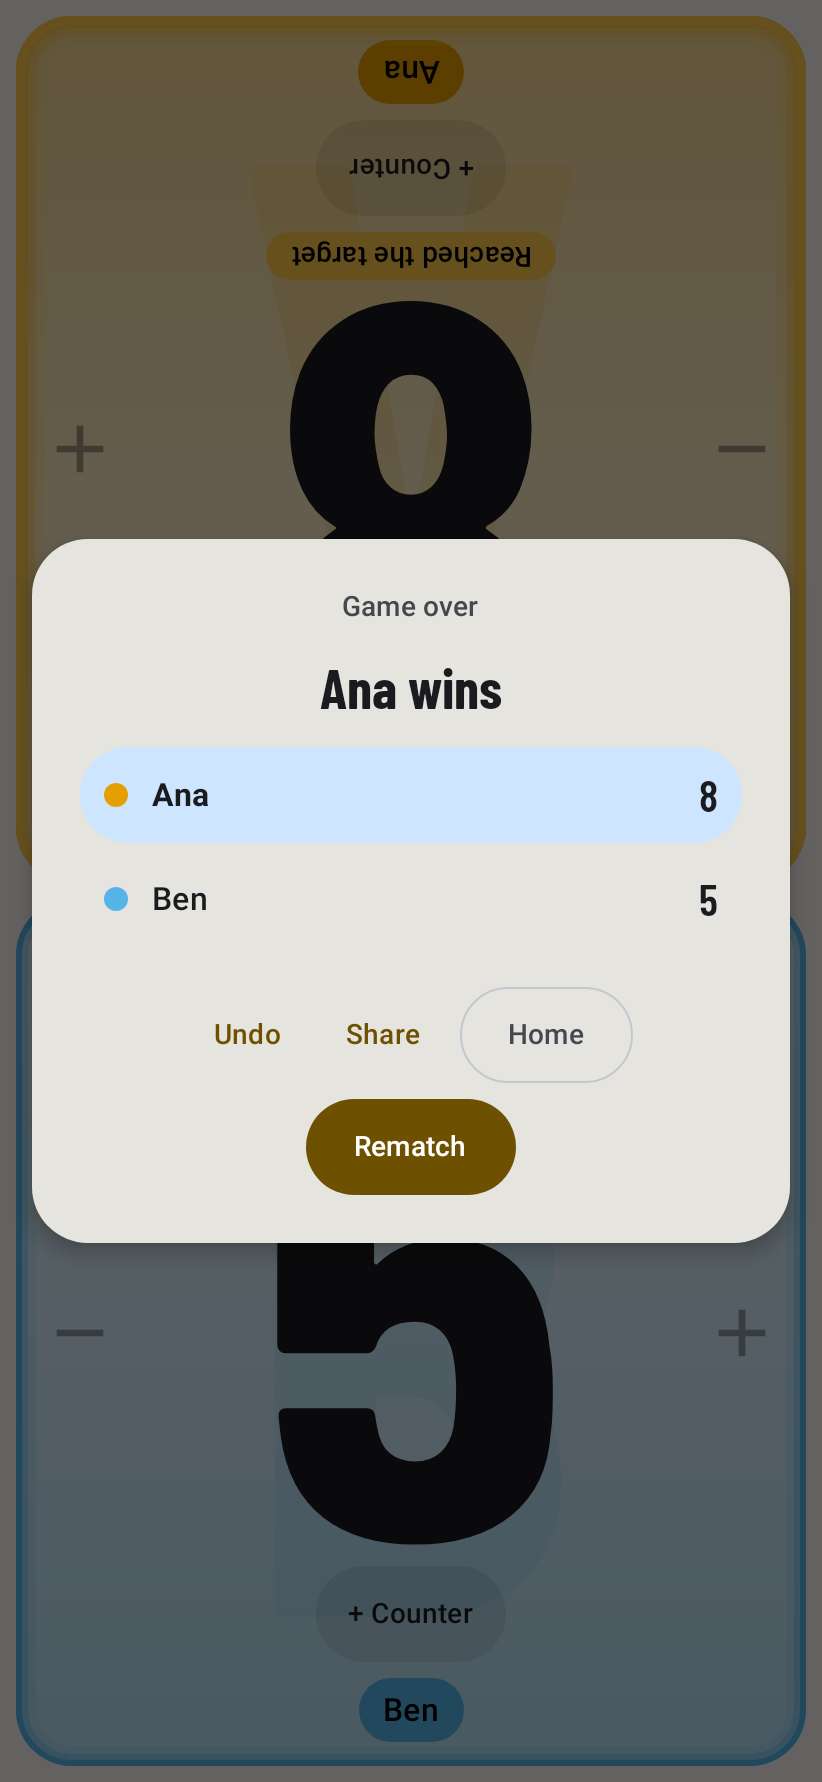 Ana
+ Counter
Reached the target
8
Game over
Ana wins
Ana 8
Ben 5
Undo Share Home
Rematch
5
+ Counter
Ben